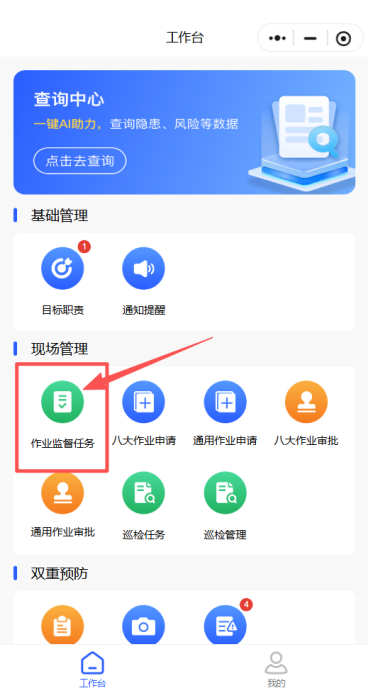 工作台
查询中心
一键AI助力，查询隐患、风险等数据
点击去查询
基础管理
1
目标职责
通知提醒
现场管理
作业监督任务
八大作业申请
通用作业申请
八大作业审批
通用作业审批
巡检任务
巡检管理
双重预防
4
工作台
我的